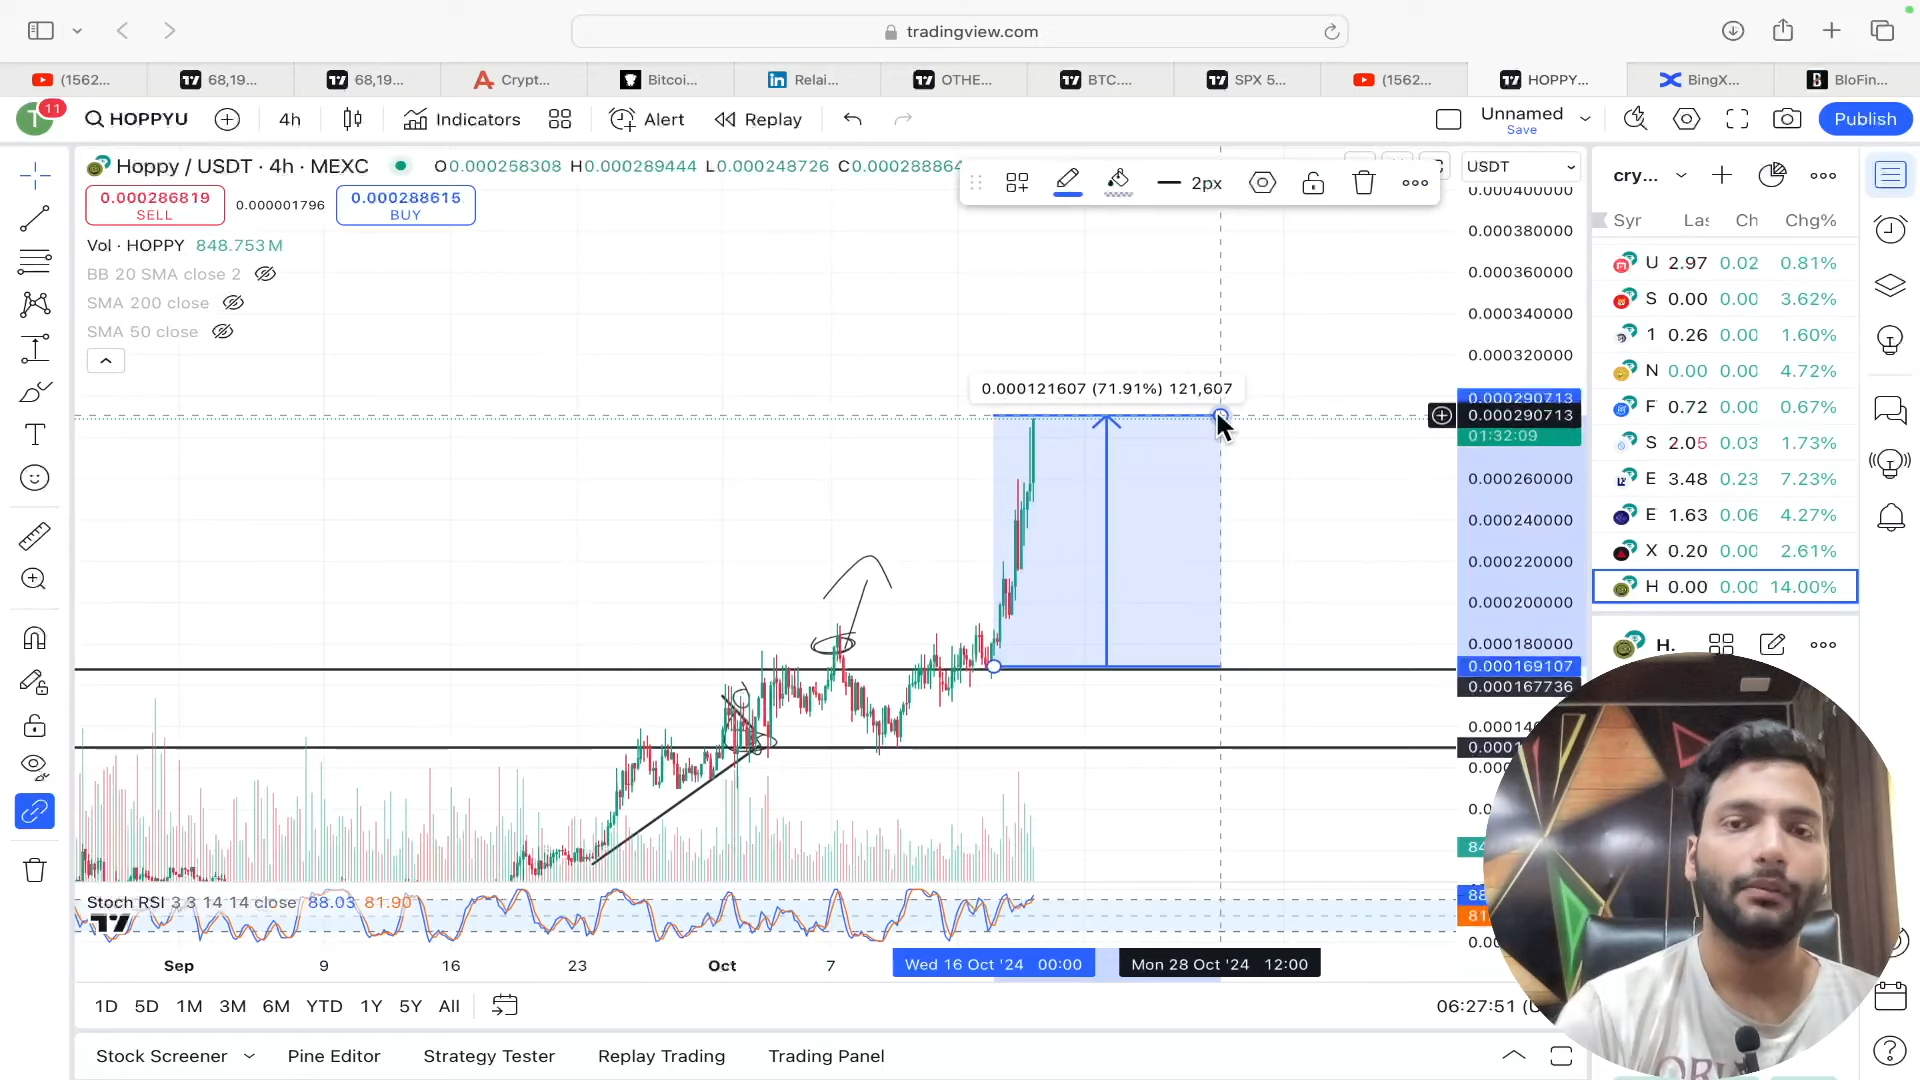 tradingview.com
(1562...
68,19...
68,19...
Crypt...
Bitcoi...
Relai...
OTHE...
BTC....
SPX 5...
(1562...
HOPPY...
BingX...
BloFin...
T 11 HOPPYU 4h Indicators Alert Replay Unnamed Save Publish
Hoppy / USDT · 4h · MEXC O0.000258308 H0.000289444 L0.000248726 C0.000288864 USDT
0.000286819 SELL 0.000001796 0.000288615 BUY
2px
Vol · HOPPY 848.753M
BB 20 SMA close 2
SMA 200 close
SMA 50 close
0.000121607 (71.91%) 121,607
0.000400000
0.000380000
0.000360000
0.000340000
0.000320000
0.000290713
0.000290713
01:32:09
0.000260000
0.000240000
0.000220000
0.000200000
0.000180000
0.000169107
0.000167736
cry...
Chg%
U 2.97 0.02 0.81%
S 0.00 0.00 3.62%
1 0.26 0.00 1.60%
N 0.00 0.00 4.72%
F 0.72 0.00 0.67%
S 2.05 0.03 1.73%
E 3.48 0.23 7.23%
E 1.63 0.06 4.27%
X 0.20 0.00 2.61%
H 0.00 0.00 14.00%
H.
Stoch RSI 3 3 14 14 close 88.03 81.90
Sep 9 16 23 Oct 7 Wed 16 Oct '24 00:00 Mon 28 Oct '24 12:00
1D 5D 1M 3M 6M YTD 1Y 5Y All 06:27:51
Stock Screener Pine Editor Strategy Tester Replay Trading Trading Panel